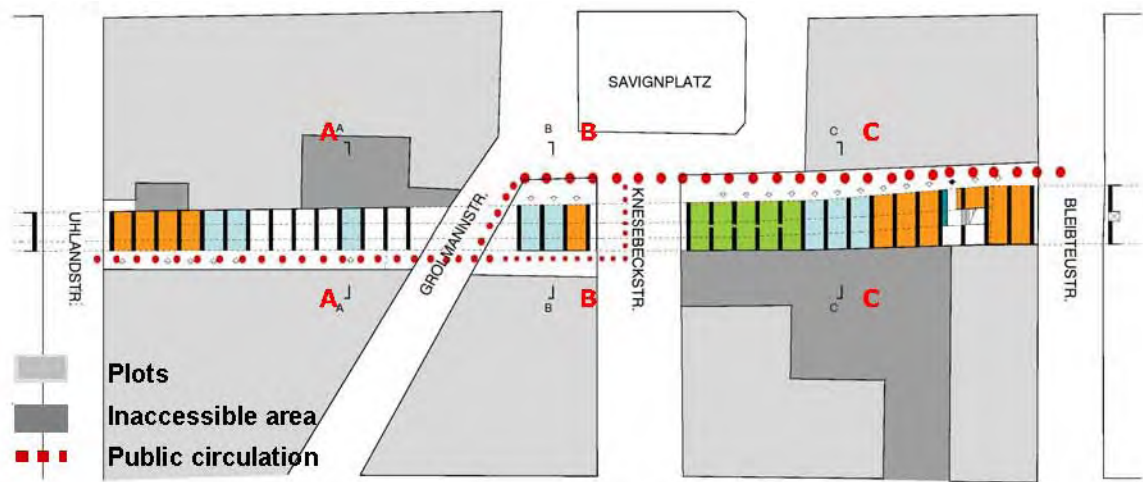 SAVIGNPLATZ
A A
B B
C C
UHLANDSTR.
GROLMANNSTR.
KNESEBECKSTR.
BLEIBTEUSTR.
A A
B B
C C
Plots
Inaccessible area
Public circulation